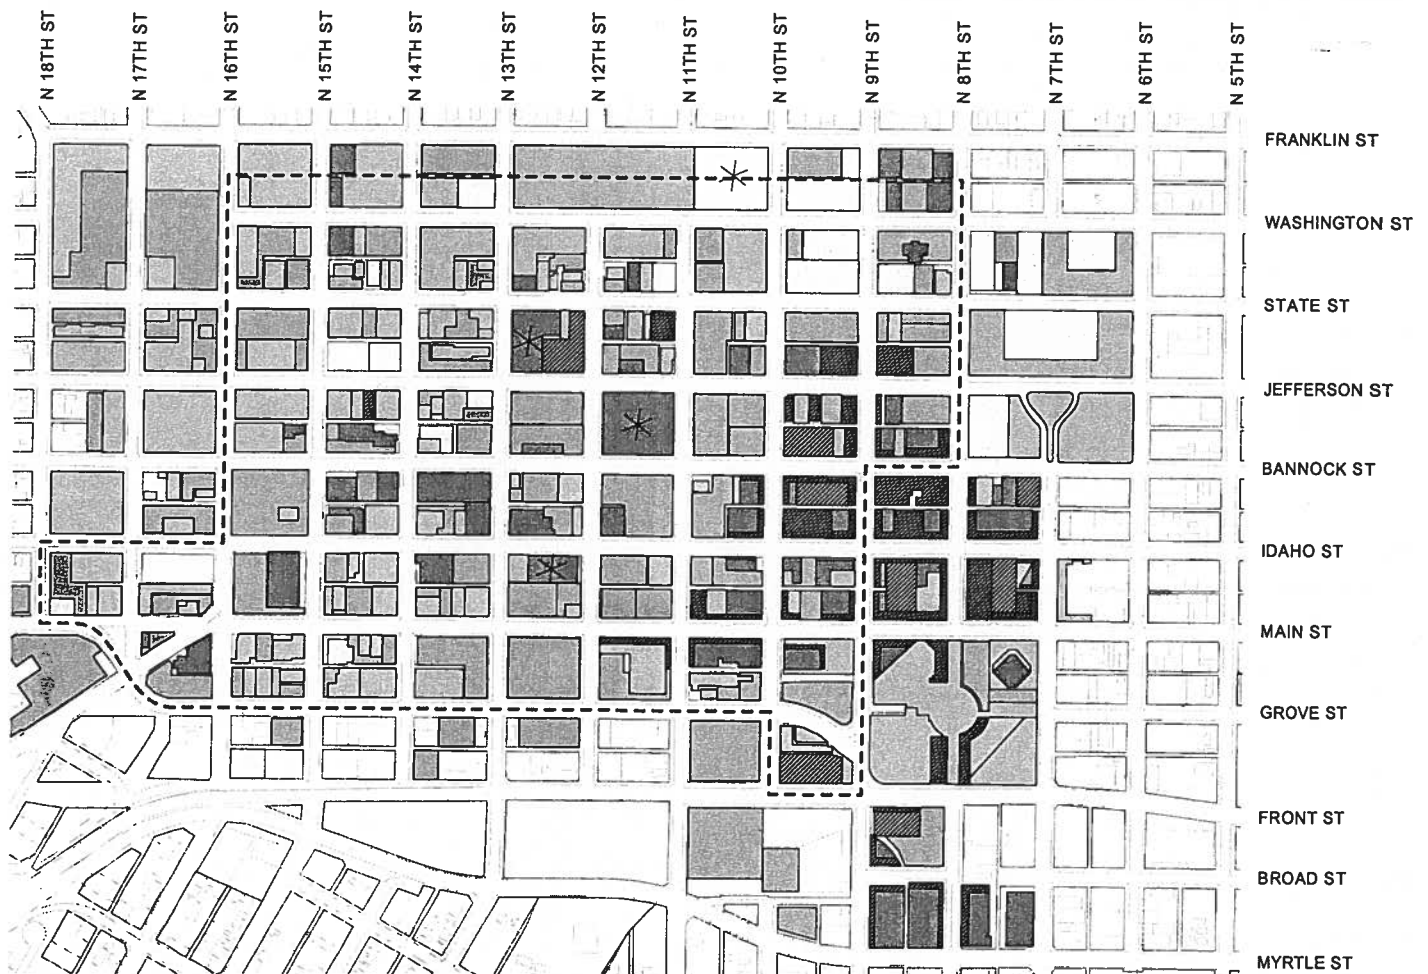 N 18TH ST
N 17TH ST
N 16TH ST
N 15TH ST
N 14TH ST
N 13TH ST
N 12TH ST
N 11TH ST
N 10TH ST
N 9TH ST
N 8TH ST
N 7TH ST
N 6TH ST
N 5TH ST
FRANKLIN ST
WASHINGTON ST
STATE ST
JEFFERSON ST
BANNOCK ST
IDAHO ST
MAIN ST
GROVE ST
FRONT ST
BROAD ST
MYRTLE ST